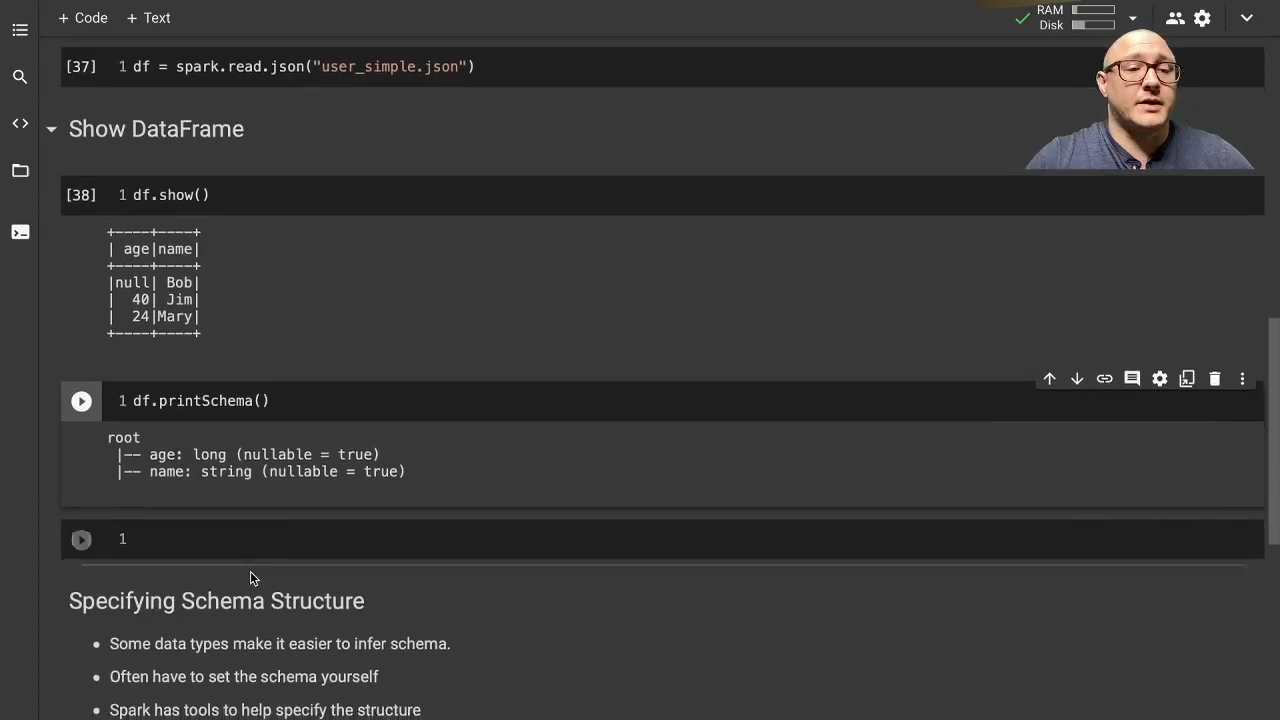 + Code + Text
RAM
Disk
[37] 1 df = spark.read.json("user_simple.json")
Show DataFrame
[38] 1 df.show()
+----+----+
| age|name|
+----+----+
|null| Bob|
|  40| Jim|
|  24|Mary|
+----+----+
1 df.printSchema()
root
 |-- age: long (nullable = true)
 |-- name: string (nullable = true)
1
Specifying Schema Structure
• Some data types make it easier to infer schema.
• Often have to set the schema yourself
• Spark has tools to help specify the structure